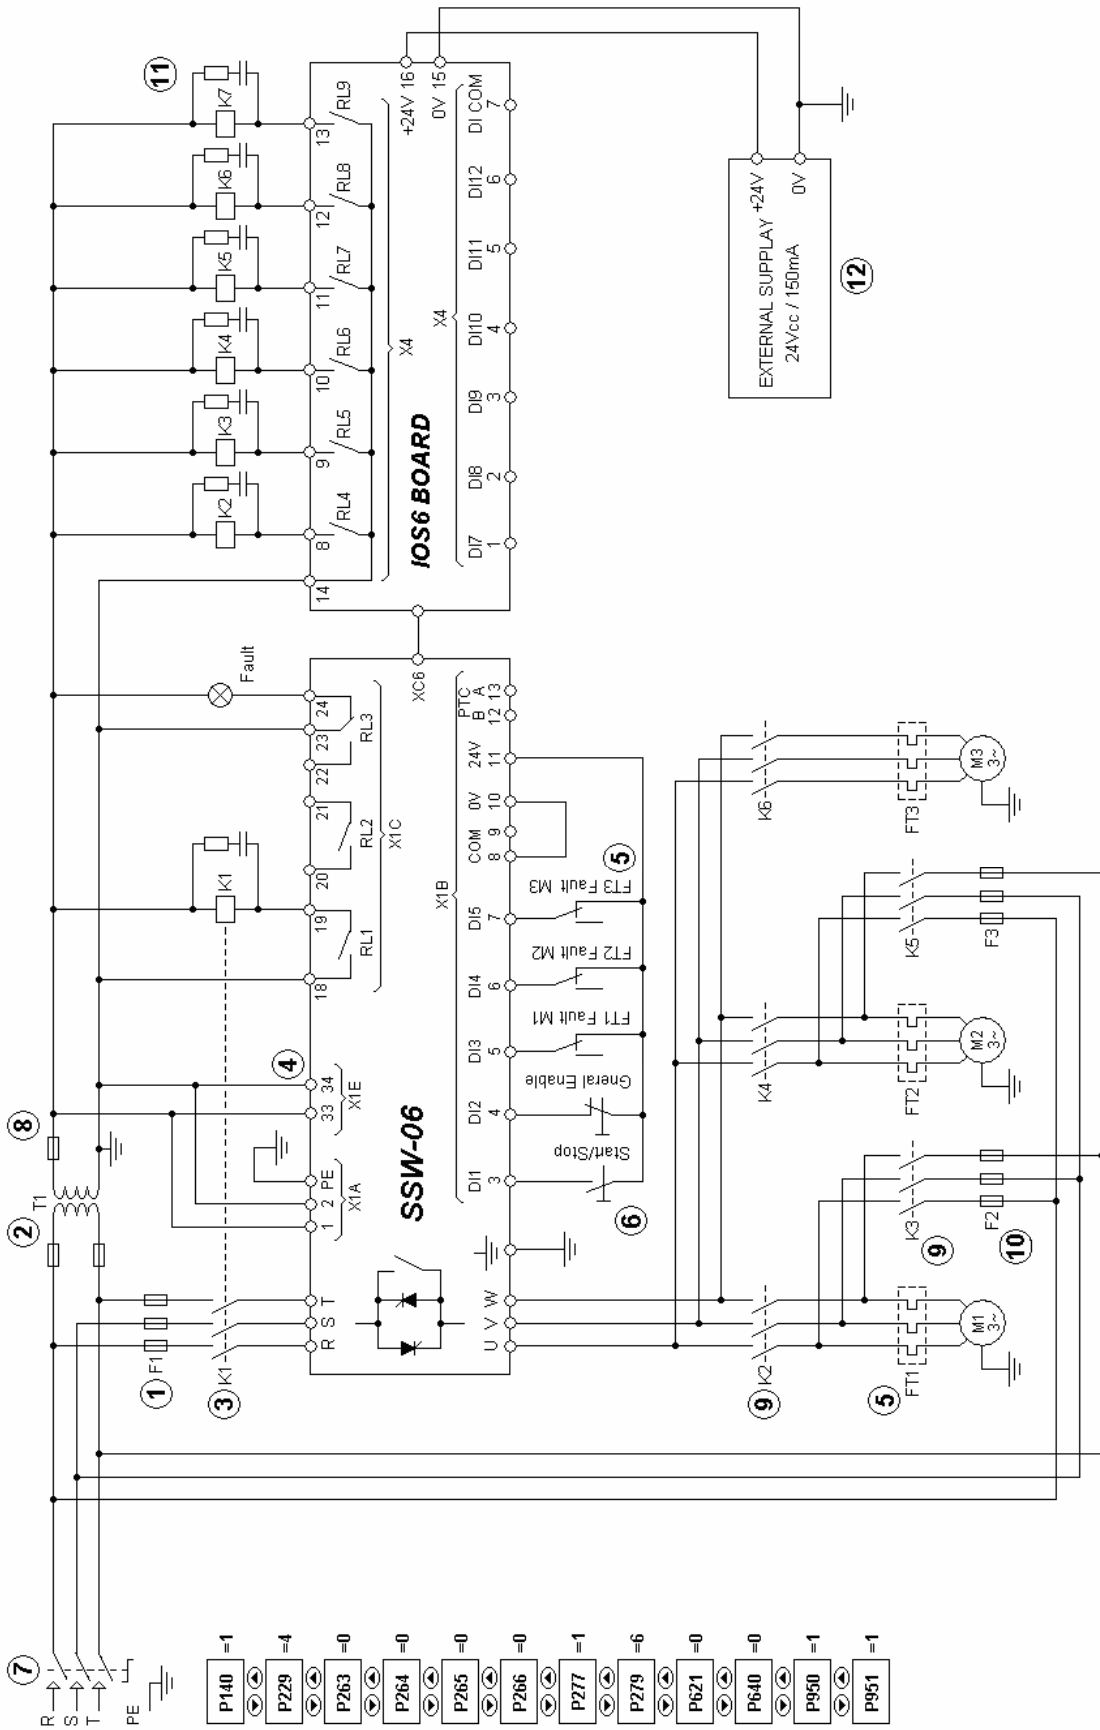 R
S
T
PE
7
P140 =1
P229 =4
P263 =0
P264 =0
P265 =0
P266 =0
P277 =1
P279 =6
P621 =0
P640 =0
P950 =1
P951 =1
2
T1
8
1
F1
3
K1
K1
Fault
11
K2
K3
K4
K5
K6
K7
R S T
1 2 PE
X1A
33 34
X1E
4
18 19 20 21 22 23 24
RL1 RL2 RL3
X1C
SSW-06
XC6
X1B
U V W
DI1 DI2 DI3 DI4 DI5 COM 0V 24V PTC
B A
3 4 5 6 7 8 9 10 11 12 13
6
Start/Stop
Gneral Enable
FT1 Fault M1
FT2 Fault M2
FT3 Fault M3
5
14 8 9 10 11 12 13
RL4 RL5 RL6 RL7 RL8 RL9
X4
+24V 16
0V 15
IOS6 BOARD
X4
DI7 DI8 DI9 DI10 DI11 DI12 DI COM
1 2 3 4 5 6 7
EXTERNAL SUPPLAY
24Vcc / 150mA
+24V
0V
12
9
K2
K3
9
K4
K5
K6
5
FT1
F2
10
FT2
F3
FT3
M1
3~
M2
3~
M3
3~